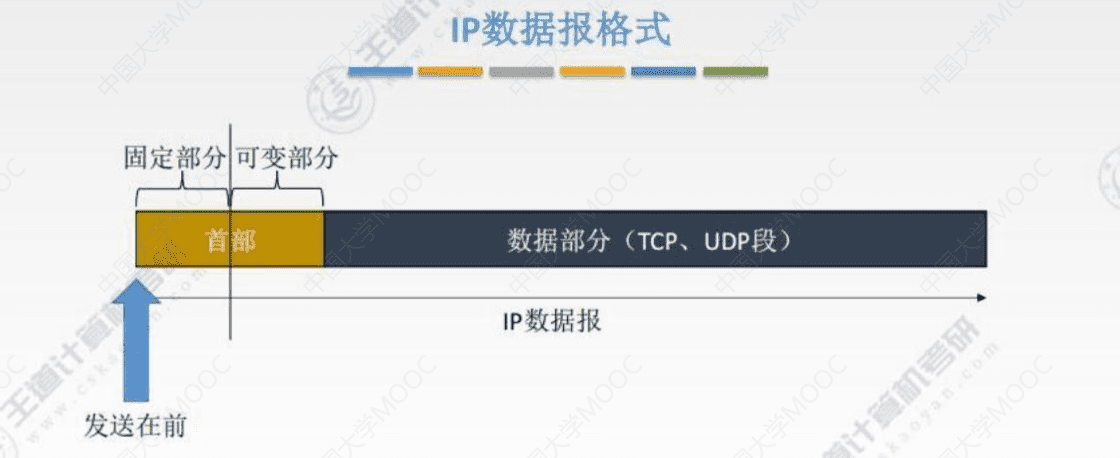 IP数据报格式
固定部分 可变部分
首部
数据部分（TCP、UDP段）
IP数据报
发送在前
中国大学MOOC
王道计算机考研
www.cskaoyan.com